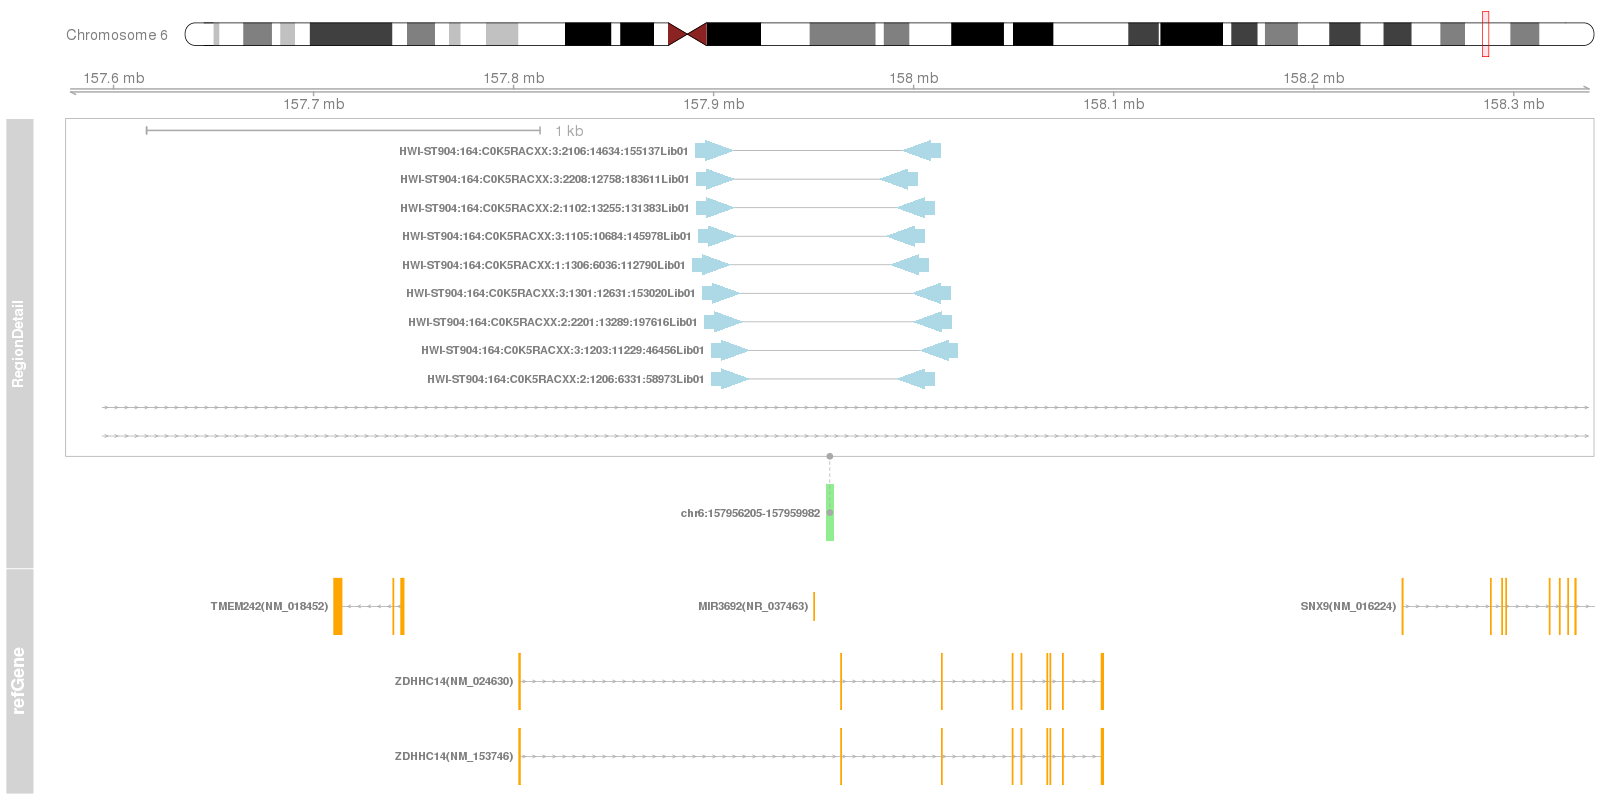 Chromosome 6
157.6 mb
157.8 mb
158 mb
158.2 mb
157.7 mb
157.9 mb
158.1 mb
158.3 mb
1 kb
HWI-ST904:164:C0K5RACXX:3:2106:14634:155137Lib01
HWI-ST904:164:C0K5RACXX:3:2208:12758:183611Lib01
HWI-ST904:164:C0K5RACXX:2:1102:13255:131383Lib01
HWI-ST904:164:C0K5RACXX:3:1105:10684:145978Lib01
HWI-ST904:164:C0K5RACXX:1:1306:6036:112790Lib01
HWI-ST904:164:C0K5RACXX:3:1301:12631:153020Lib01
HWI-ST904:164:C0K5RACXX:2:2201:13289:197616Lib01
HWI-ST904:164:C0K5RACXX:3:1203:11229:46456Lib01
HWI-ST904:164:C0K5RACXX:2:1206:6331:58973Lib01
RegionDetail
chr6:157956205-157959982
TMEM242(NM_018452)
MIR3692(NR_037463)
SNX9(NM_016224)
ZDHHC14(NM_024630)
refGene
ZDHHC14(NM_153746)